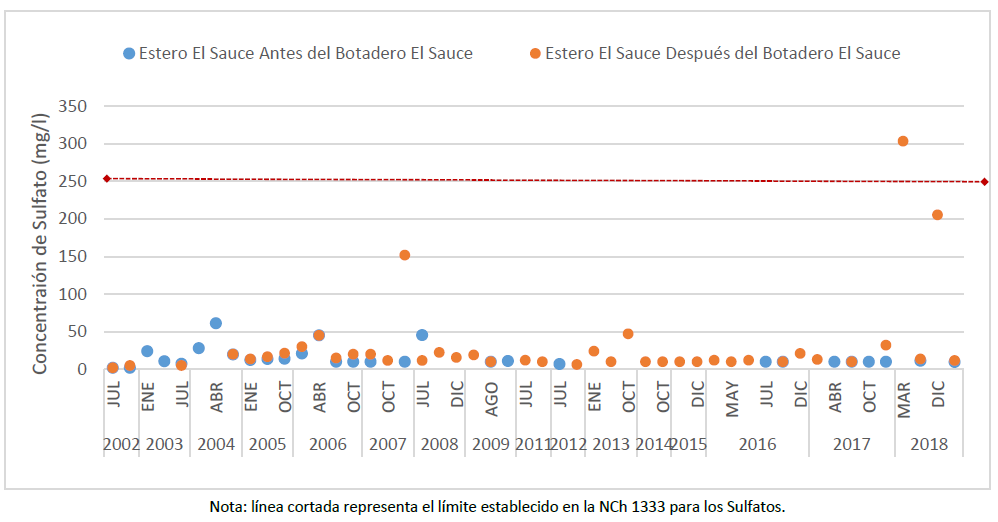 Estero El Sauce Antes del Botadero El Sauce
Estero El Sauce Después del Botadero El Sauce
Concentraión de Sulfato (mg/l)
350
300
250
200
150
100
50
0
JUL ENE JUL ABR ENE OCT ABR OCT OCT JUL DIC AGO JUL JUL ENE OCT OCT DIC MAY JUL DIC ABR OCT MAR DIC
2002 2003 2004 2005 2006 2007 2008 2009 2011 2012 2013 2014 2015 2016 2017 2018
Nota: línea cortada representa el límite establecido en la NCh 1333 para los Sulfatos.